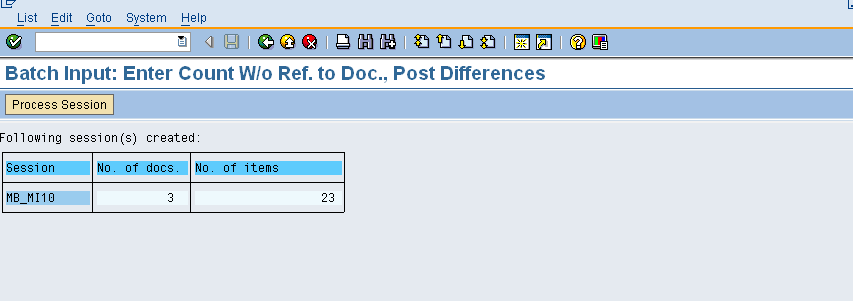 List Edit Goto System Help
Batch Input: Enter Count W/o Ref. to Doc., Post Differences
Process Session
Following session(s) created:
Session No. of docs. No. of items
MB_MI10 3 23